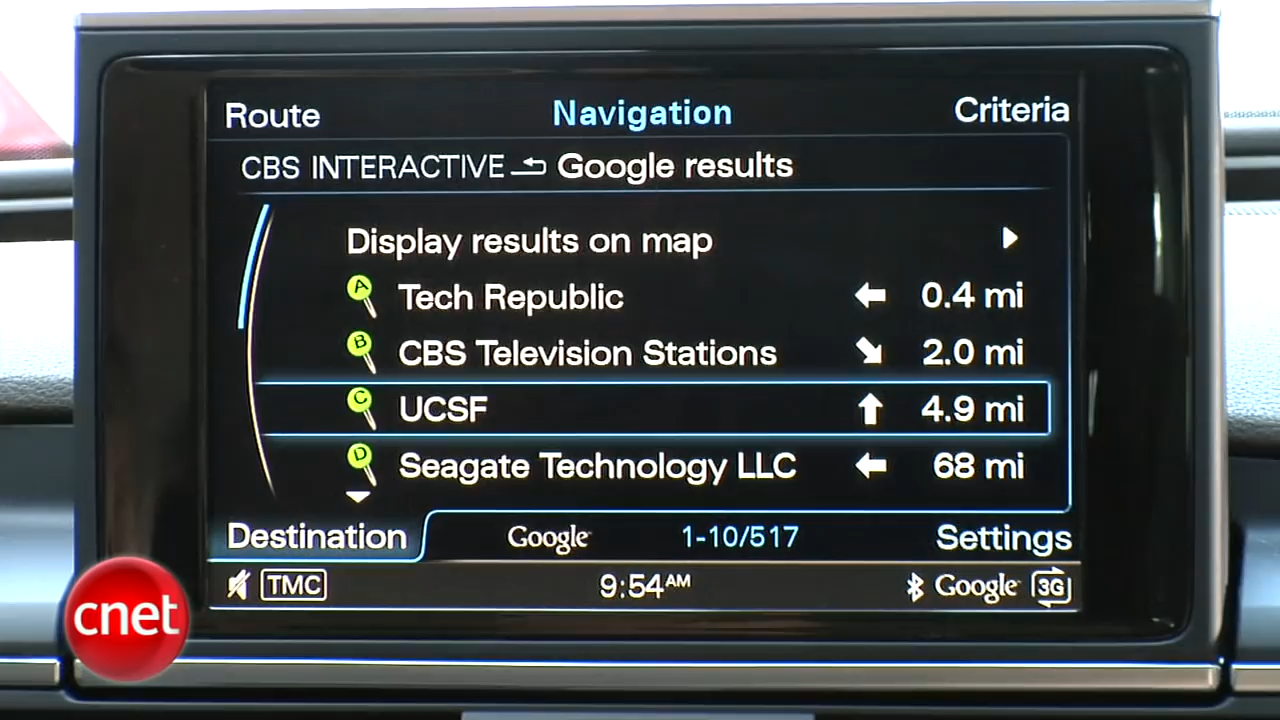 Route Navigation Criteria
CBS INTERACTIVE Google results
Display results on map
A Tech Republic 0.4 mi
B CBS Television Stations 2.0 mi
C UCSF 4.9 mi
D Seagate Technology LLC 68 mi
Destination Google 1-10/517 Settings
TMC 9:54AM Google 3G
cnet